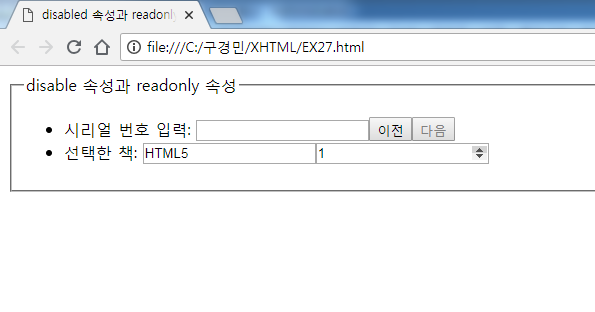 disabled 속성과 readonly
file:///C:/구경민/XHTML/EX27.html
disable 속성과 readonly 속성
시리얼 번호 입력: 이전 다음
선택한 책: HTML5 1